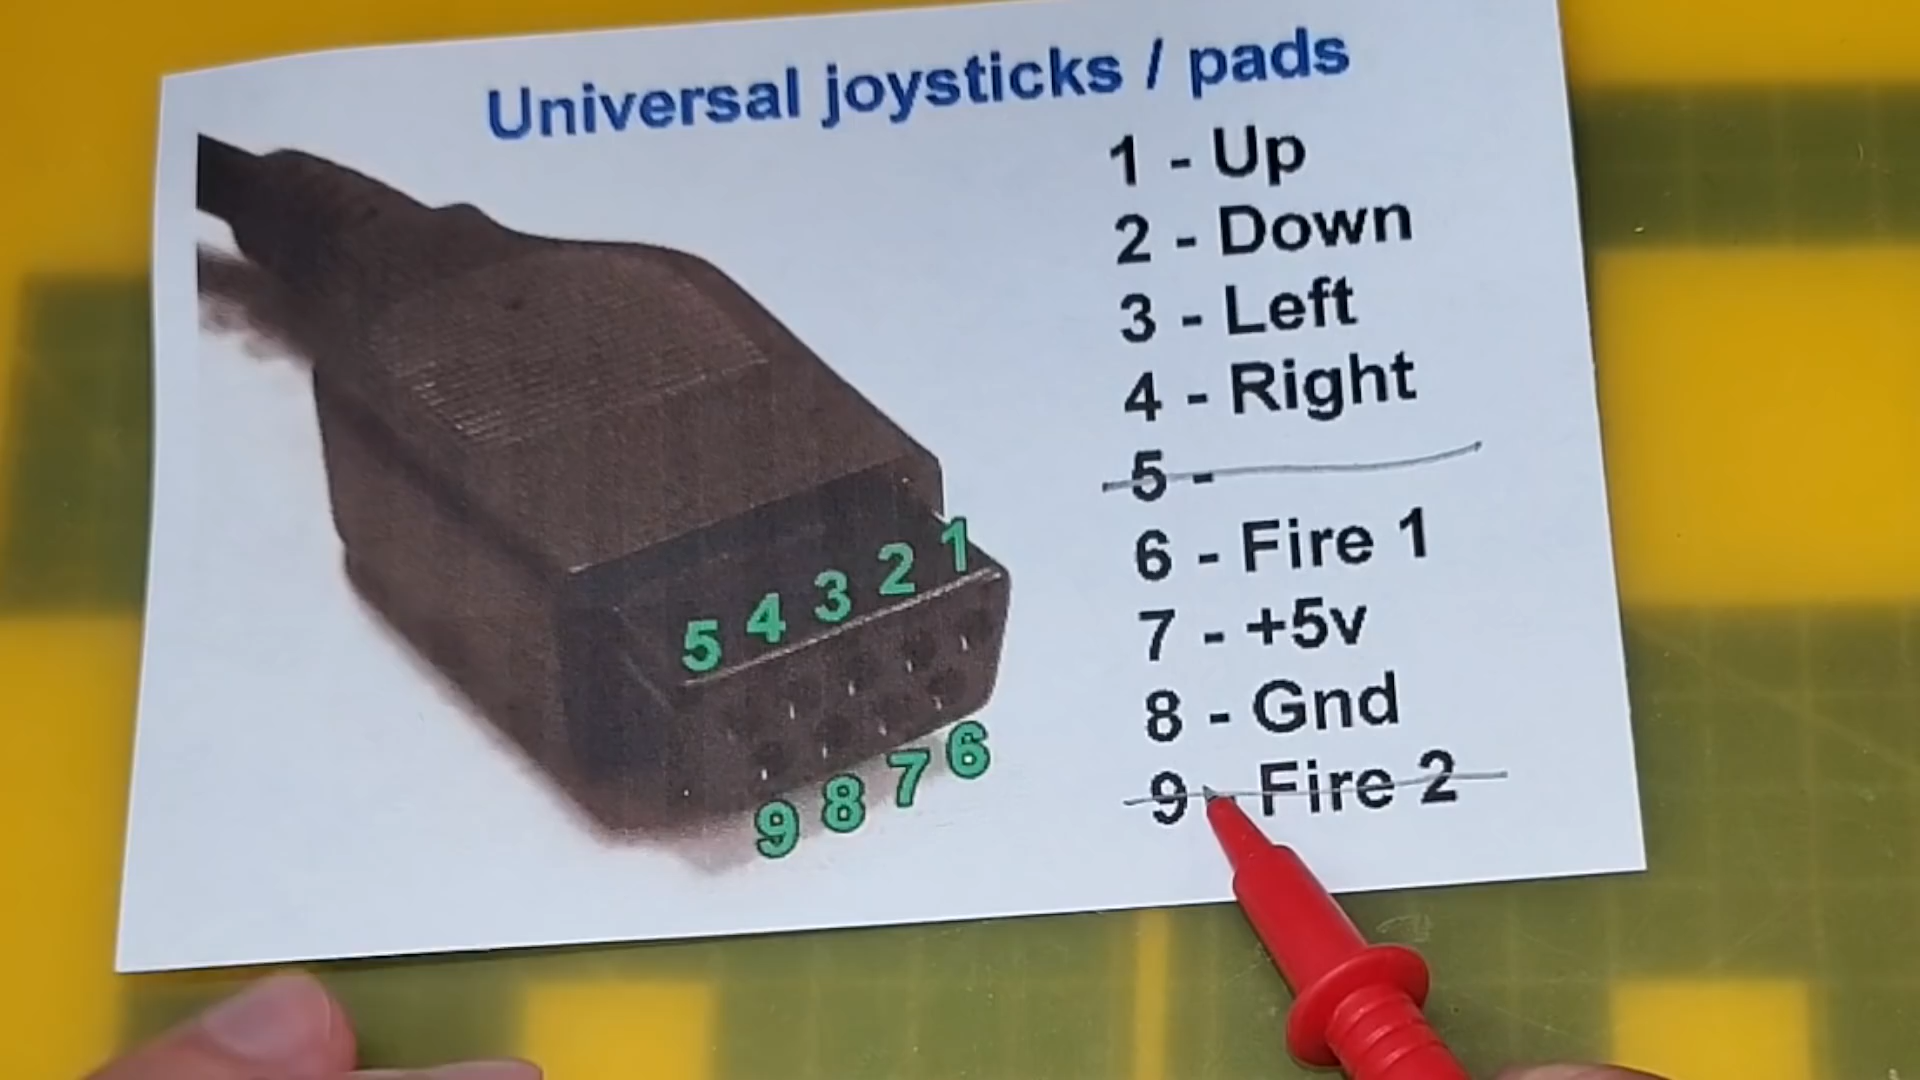 Universal joysticks / pads
1 - Up
2 - Down
3 - Left
4 - Right
5 -
6 - Fire 1
7 - +5v
8 - Gnd
9 - Fire 2
5 4 3 2 1
9 8 7 6